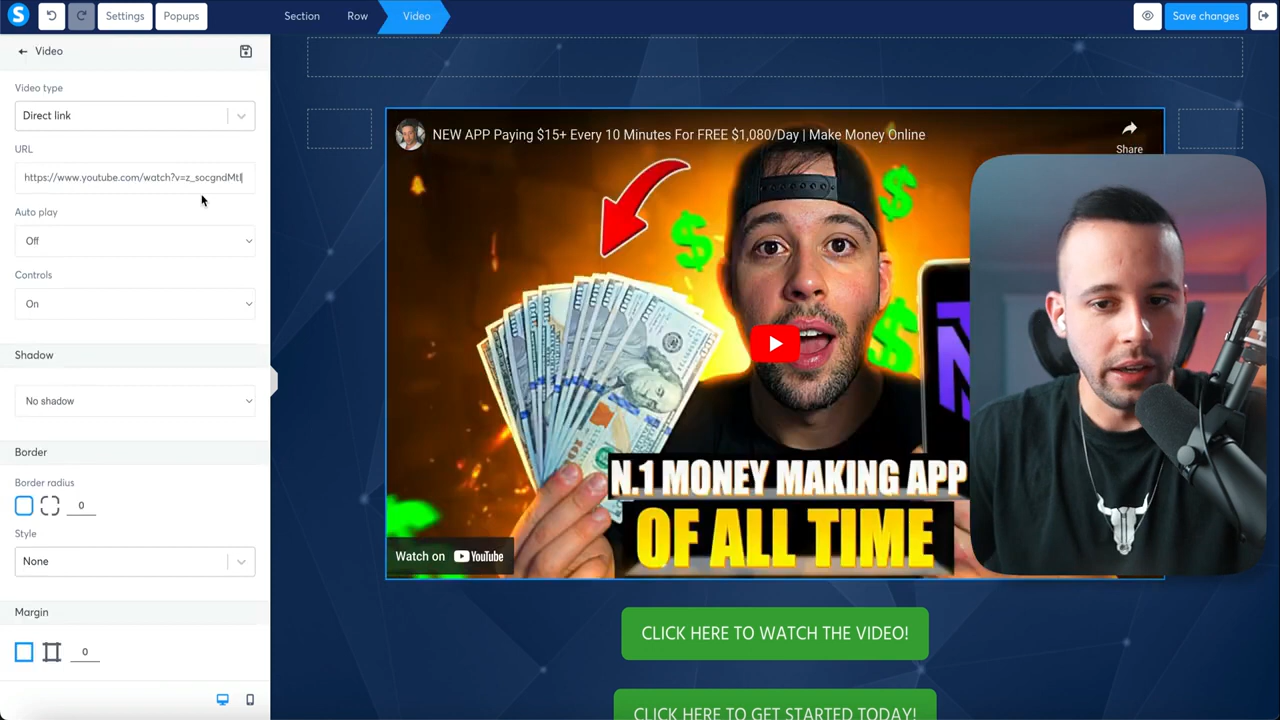 S
Settings
Popups
Section
Row
Video
Save changes
Video
Video type
Direct link
URL
https://www.youtube.com/watch?v=z_socgndMtI
Auto play
Off
Controls
On
Shadow
No shadow
Border
Border radius
0
Style
None
Margin
0
NEW APP Paying $15+ Every 10 Minutes For FREE $1,080/Day | Make Money Online
Share
N.1 MONEY MAKING APP
OF ALL TIME
Watch on YouTube
CLICK HERE TO WATCH THE VIDEO!
CLICK HERE TO GET STARTED TODAY!